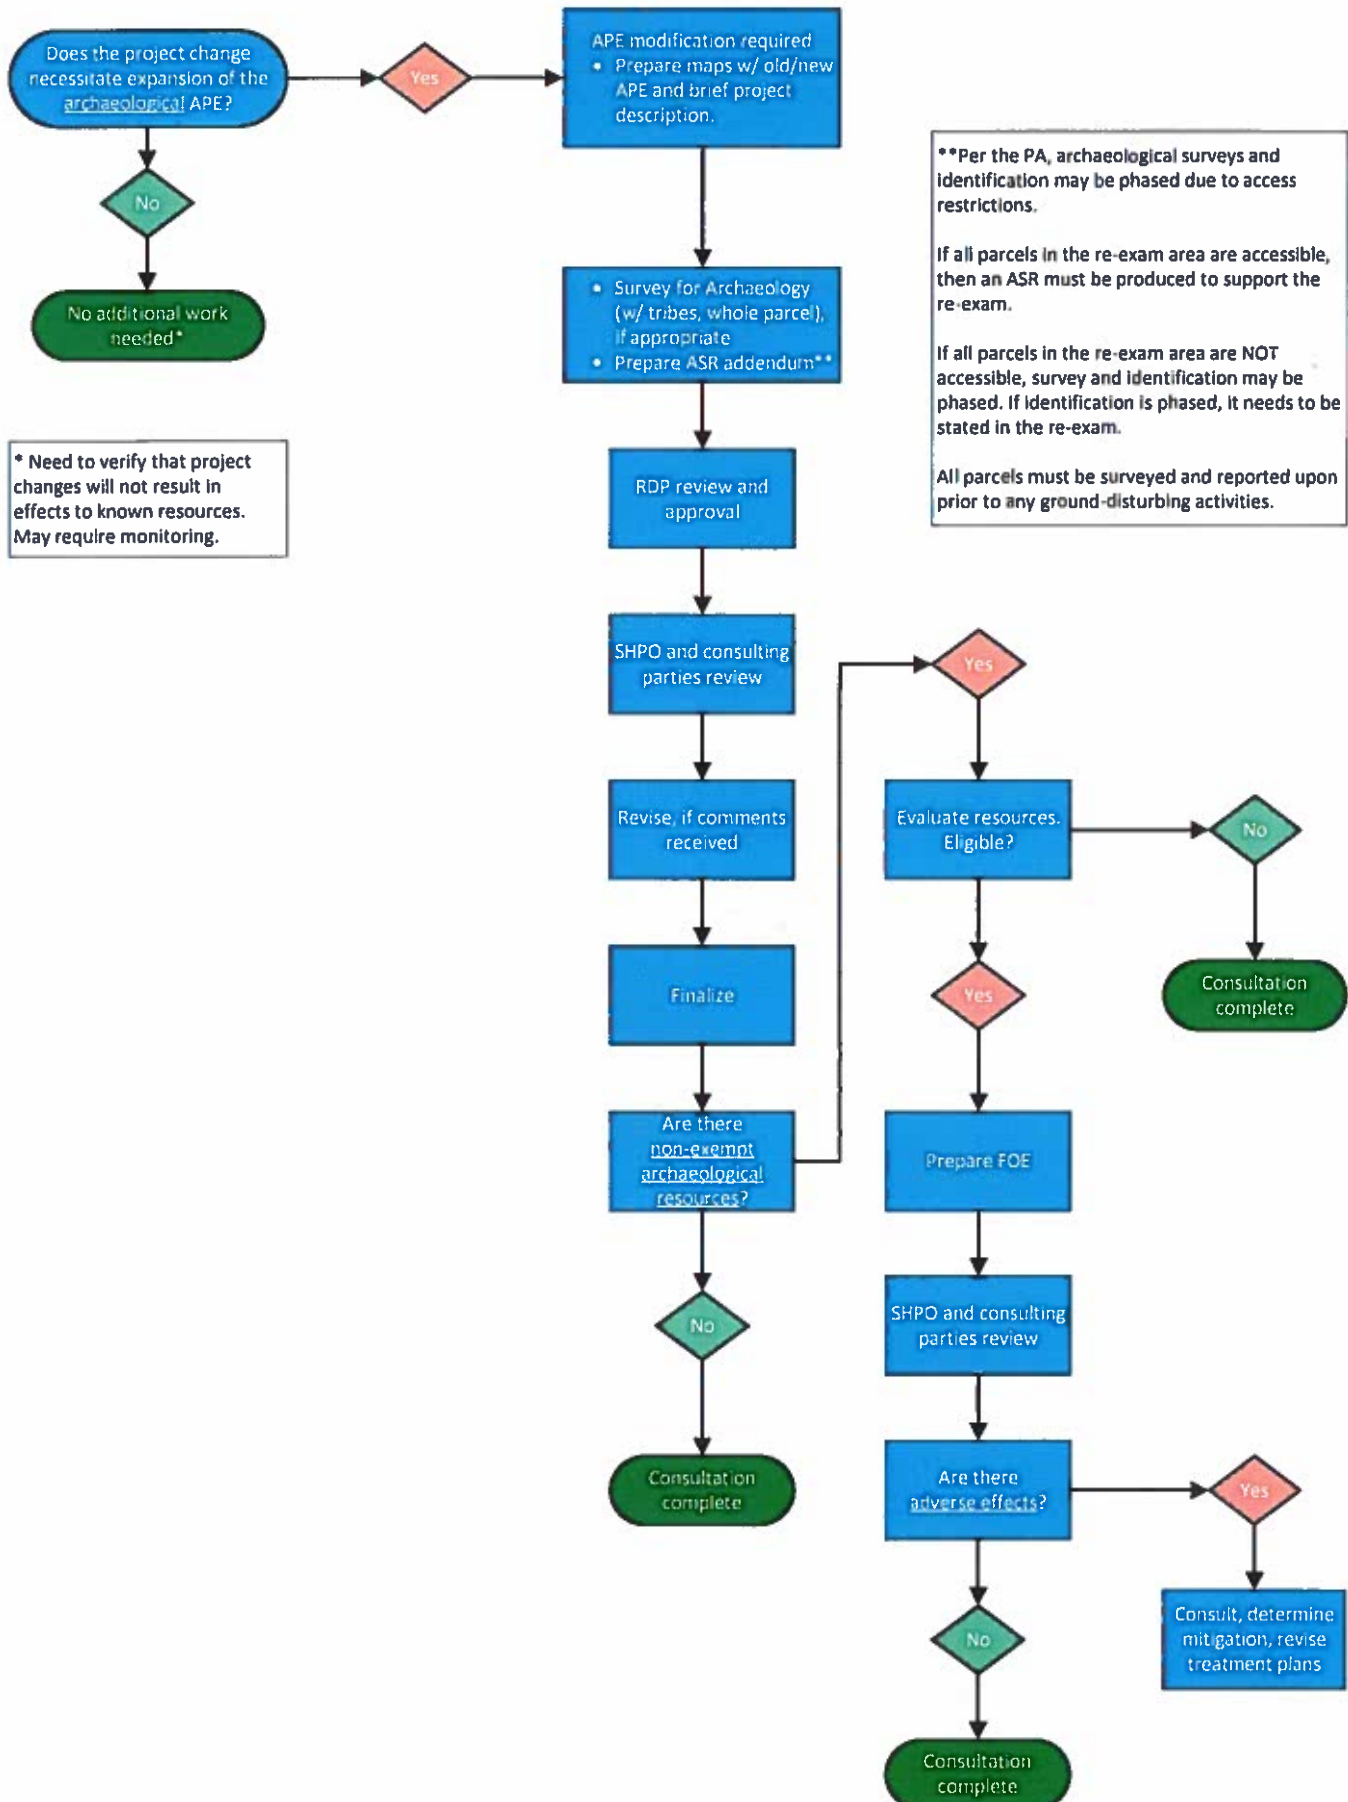 Does the project change
necessitate expansion of the
archaeological APE?
Yes
APE modification required
• Prepare maps w/ old/new
APE and brief project
description.
No
No additional work
needed*
* Need to verify that project
changes will not result in
effects to known resources.
May require monitoring.
**Per the PA, archaeological surveys and
identification may be phased due to access
restrictions.
If all parcels in the re-exam area are accessible,
then an ASR must be produced to support the
re-exam.
If all parcels in the re-exam area are NOT
accessible, survey and identification may be
phased. If identification is phased, it needs to be
stated in the re-exam.
All parcels must be surveyed and reported upon
prior to any ground-disturbing activities.
• Survey for Archaeology
(w/ tribes, whole parcel),
if appropriate
• Prepare ASR addendum**
RDP review and
approval
SHPO and consulting
parties review
Revise, if comments
received
Finalize
Are there
non-exempt
archaeological
resources?
No
Consultation
complete
Yes
Evaluate resources.
Eligible?
No
Consultation
complete
Yes
Prepare FOE
SHPO and consulting
parties review
Are there
adverse effects?
Yes
Consult, determine
mitigation, revise
treatment plans
No
Consultation
complete